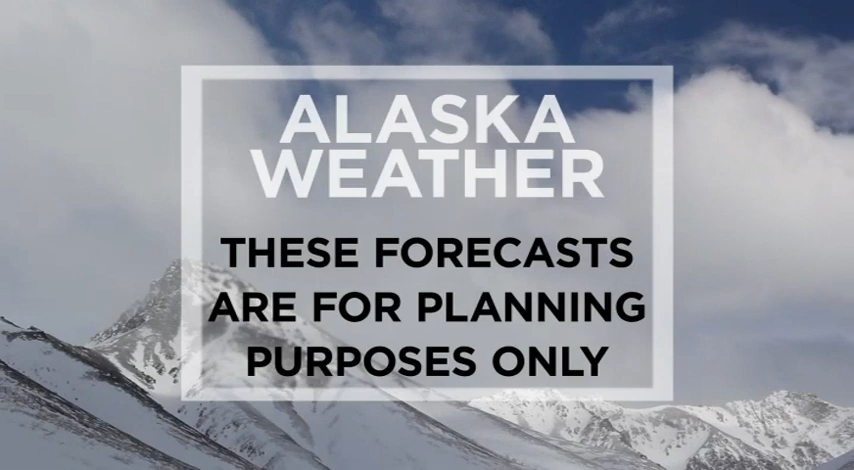 ALASKA
WEATHER
THESE FORECASTS
ARE FOR PLANNING
PURPOSES ONLY